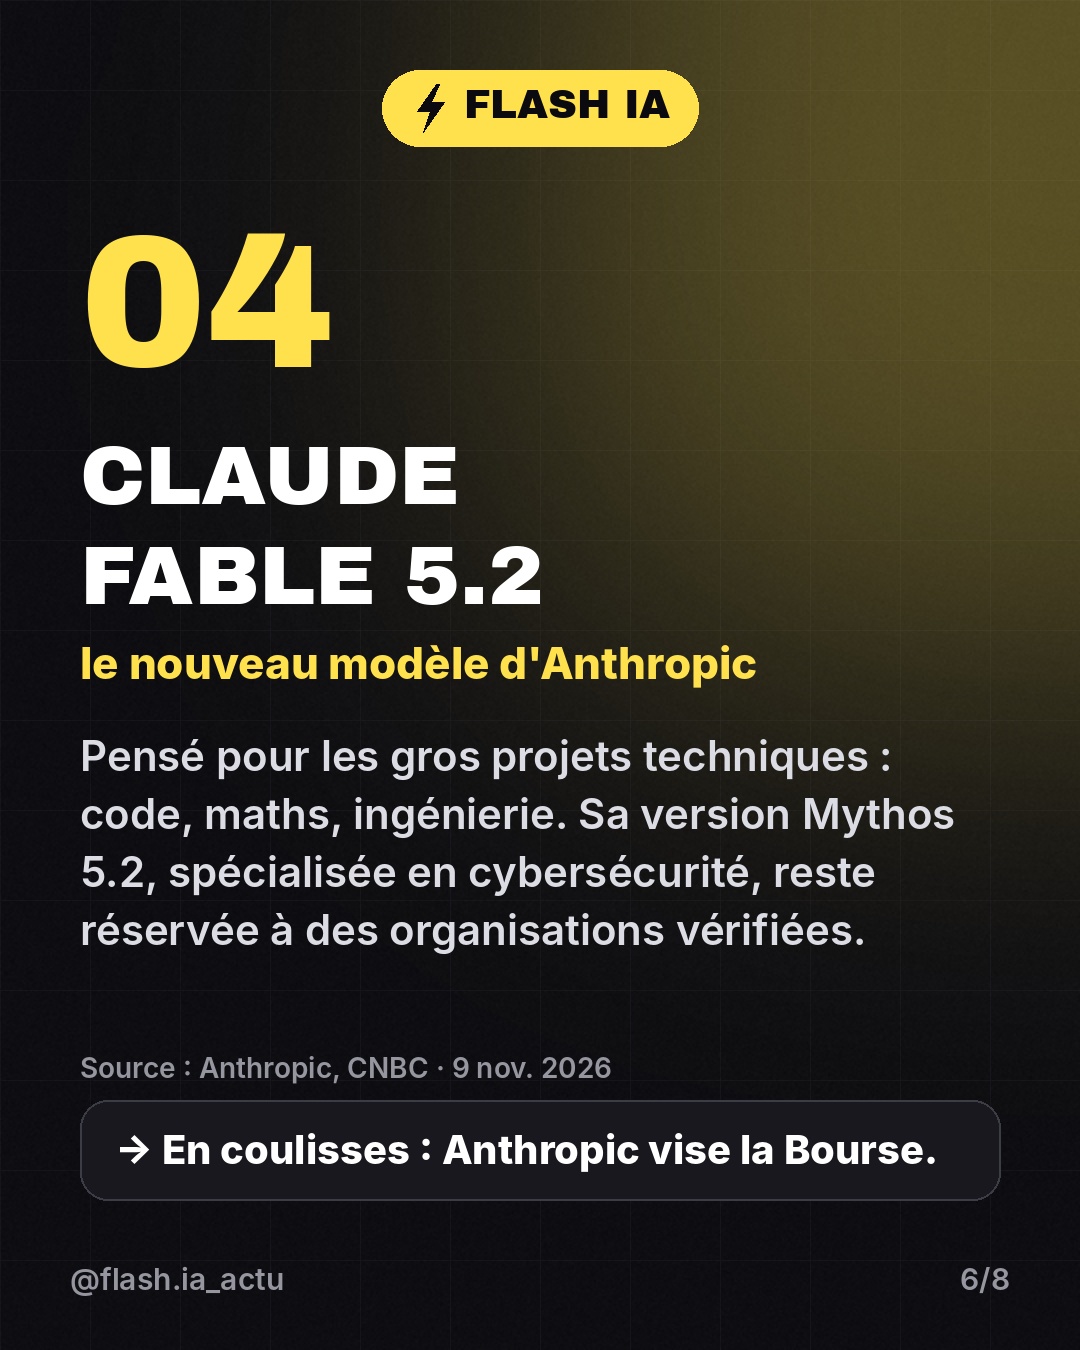 FLASH IA
04
CLAUDE
FABLE 5.2
le nouveau modèle d'Anthropic
Pensé pour les gros projets techniques :
code, maths, ingénierie. Sa version Mythos
5.2, spécialisée en cybersécurité, reste
réservée à des organisations vérifiées.
Source : Anthropic, CNBC · 9 nov. 2026
→ En coulisses : Anthropic vise la Bourse.
@flash.ia_actu
6/8